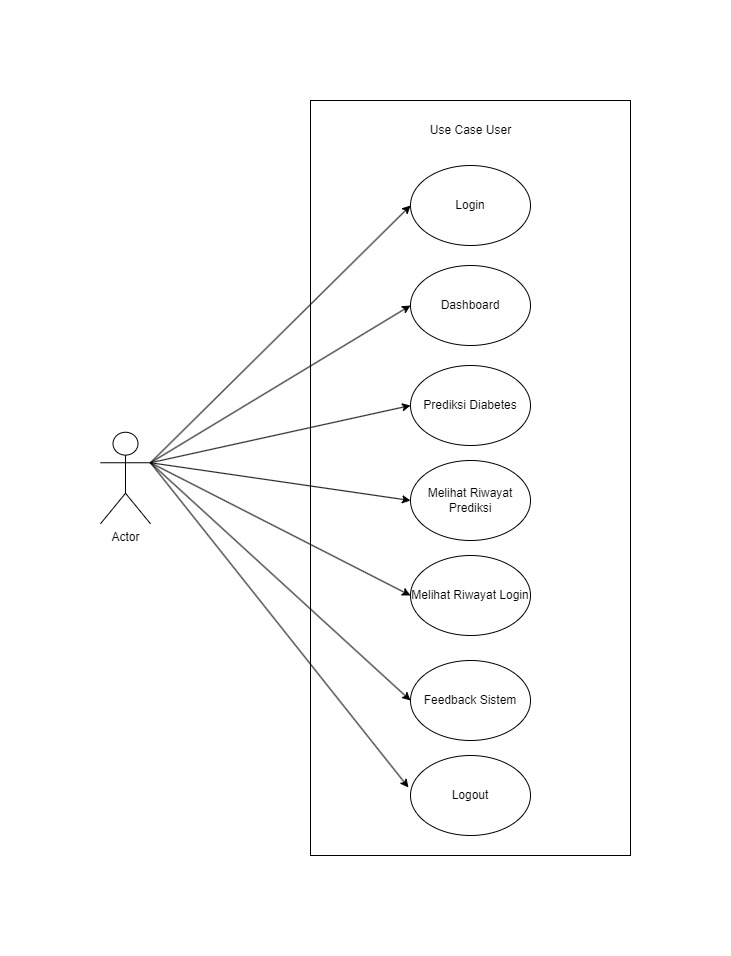 Use Case User
Login
Dashboard
Prediksi Diabetes
Melihat Riwayat
Prediksi
Melihat Riwayat Login
Feedback Sistem
Logout
Actor